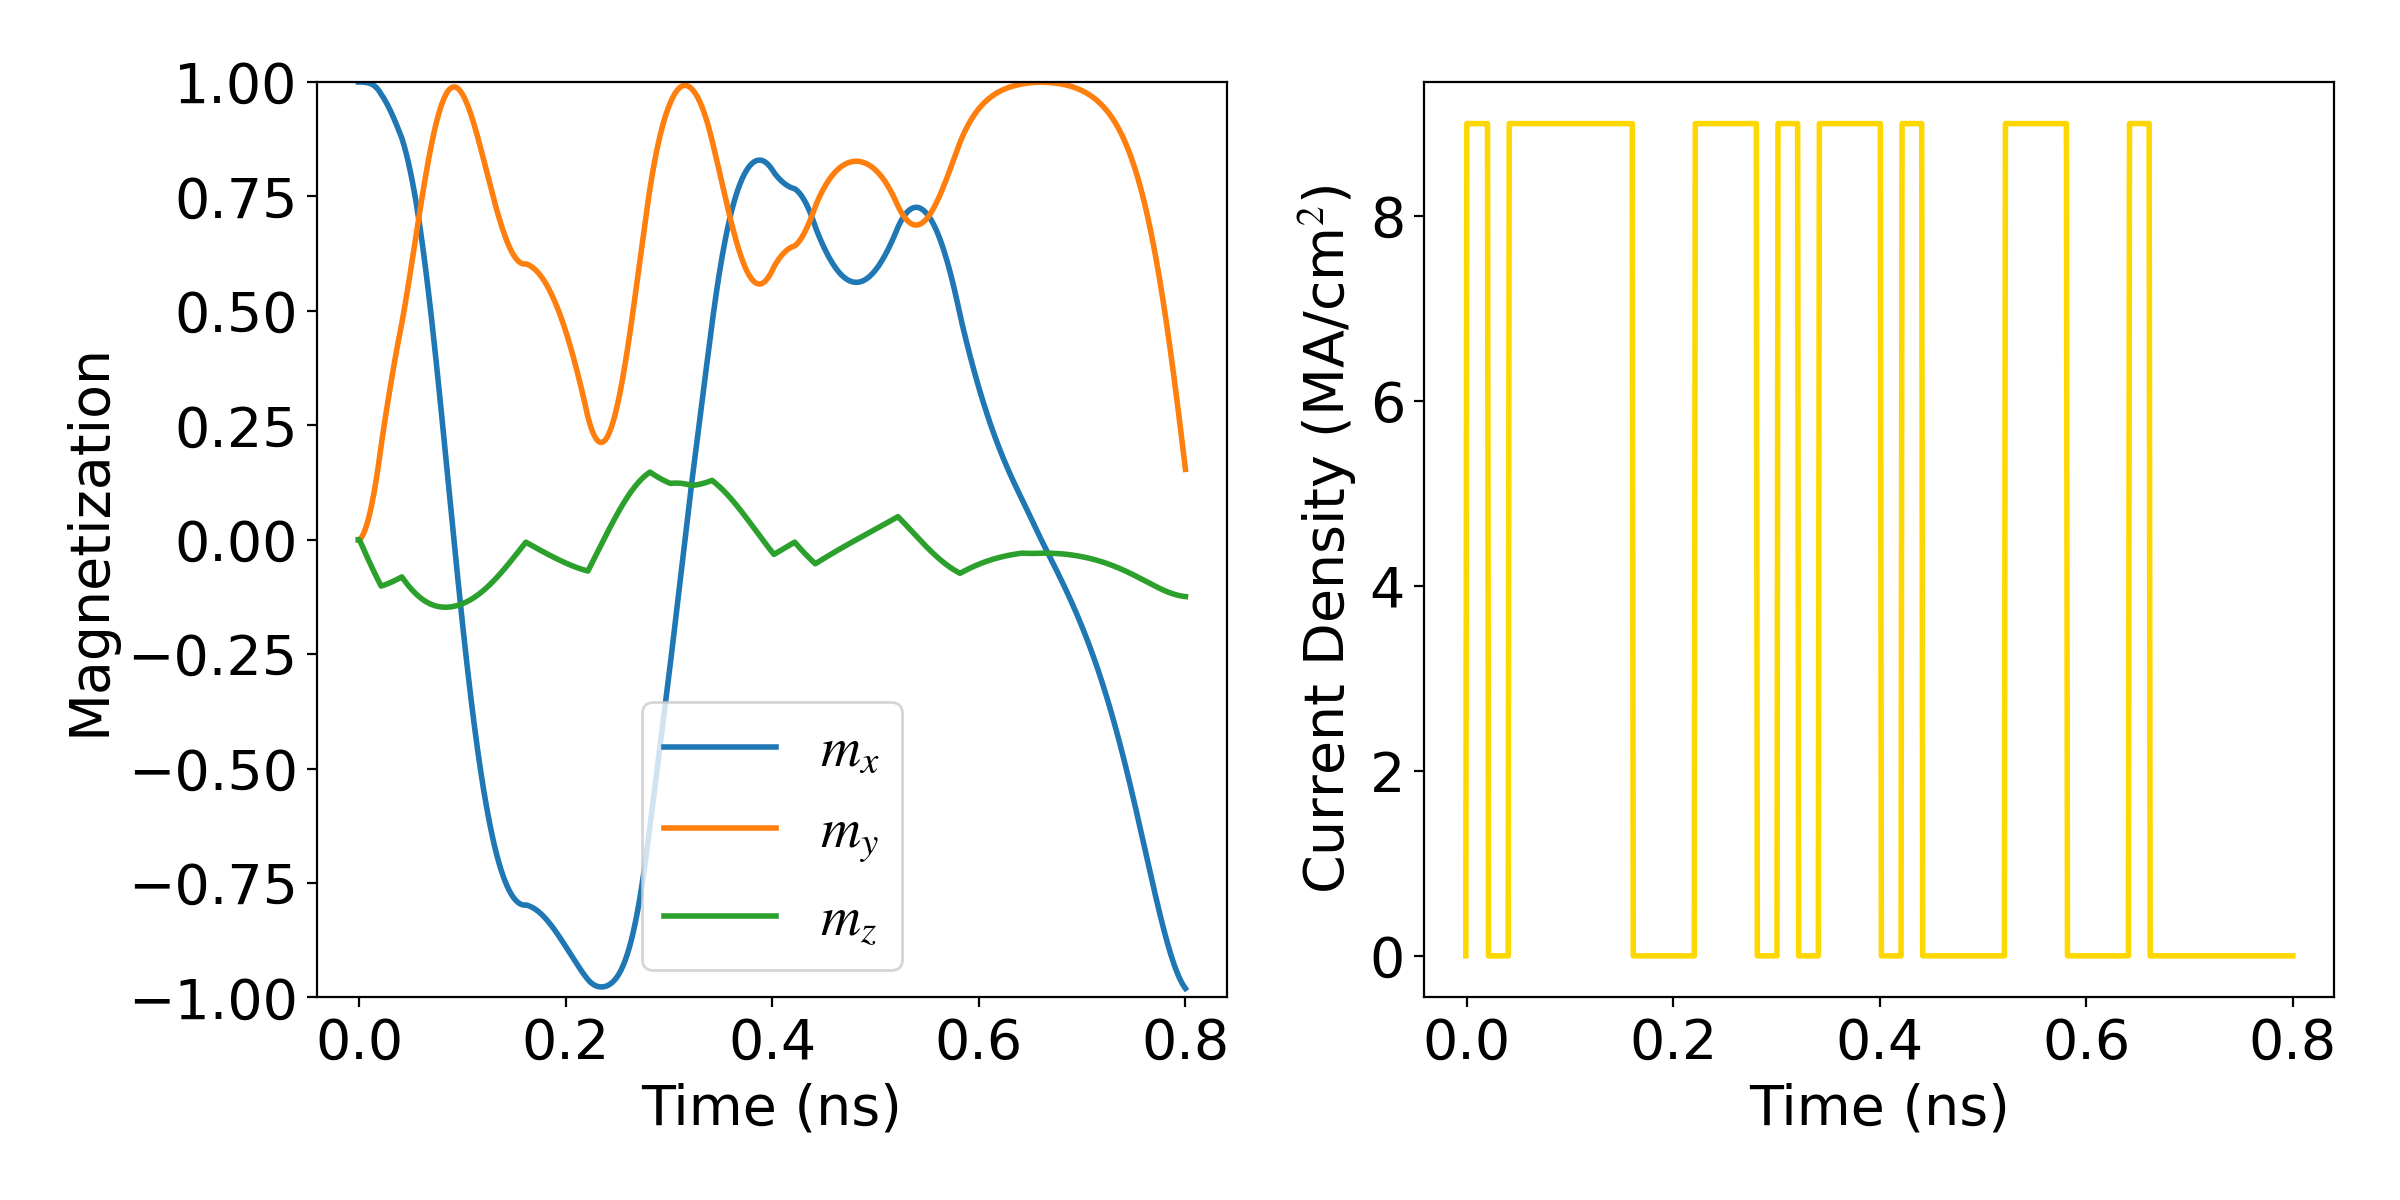 1.00
0.75
0.50
0.25
0.00
−0.25
−0.50
−0.75
−1.00
Magnetization
0.0 0.2 0.4 0.6 0.8
Time (ns)
m_x
m_y
m_z
8
6
4
2
0
Current Density (MA/cm²)
0.0 0.2 0.4 0.6 0.8
Time (ns)